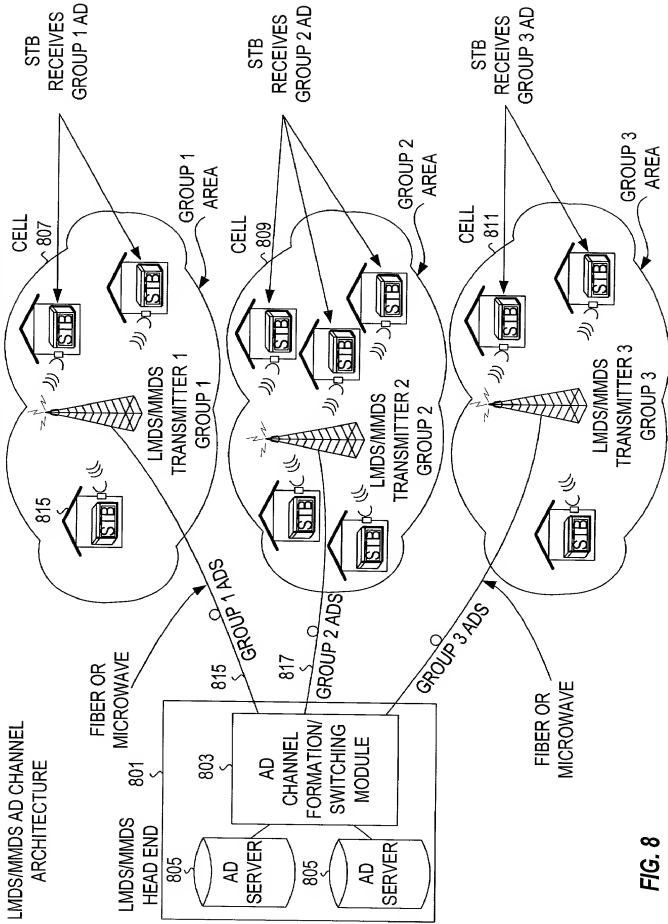 LMDS/MMDS AD CHANNEL
ARCHITECTURE
LMDS/MMDS
HEAD END
801
803
805
AD
SERVER
805
AD
SERVER
AD
CHANNEL
FORMATION/
SWITCHING
MODULE
FIBER OR
MICROWAVE
815
GROUP 1 ADS
817
GROUP 2 ADS
GROUP 3 ADS
FIBER OR
MICROWAVE
815
STB
STB
STB
LMDS/MMDS
TRANSMITTER 1
GROUP 1
CELL
807
GROUP 1
AREA
STB
RECEIVES
GROUP 1 AD
STB
STB
STB
STB
STB
LMDS/MMDS
TRANSMITTER 2
GROUP 2
CELL
809
GROUP 2
AREA
STB
RECEIVES
GROUP 2 AD
STB
STB
STB
LMDS/MMDS
TRANSMITTER 3
GROUP 3
CELL
811
GROUP 3
AREA
STB
RECEIVES
GROUP 3 AD
FIG. 8